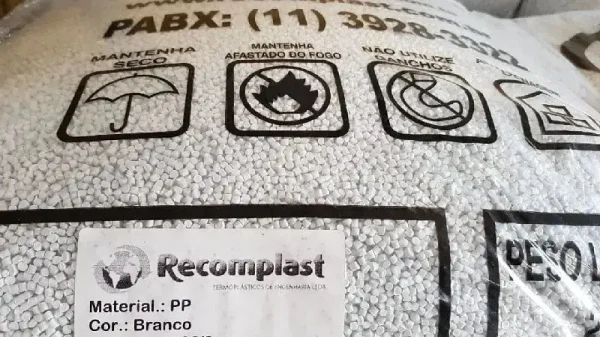 PABX: (11) 3928-3322
MANTENHA
SECO
MANTENHA
AFASTADO DO FOGO
NÃO UTILIZE
GANCHOS
Recomplast
TERMOPLÁSTICOS DE ENGENHARIA LTDA
Material.: PP
Cor.: Branco
PESO L